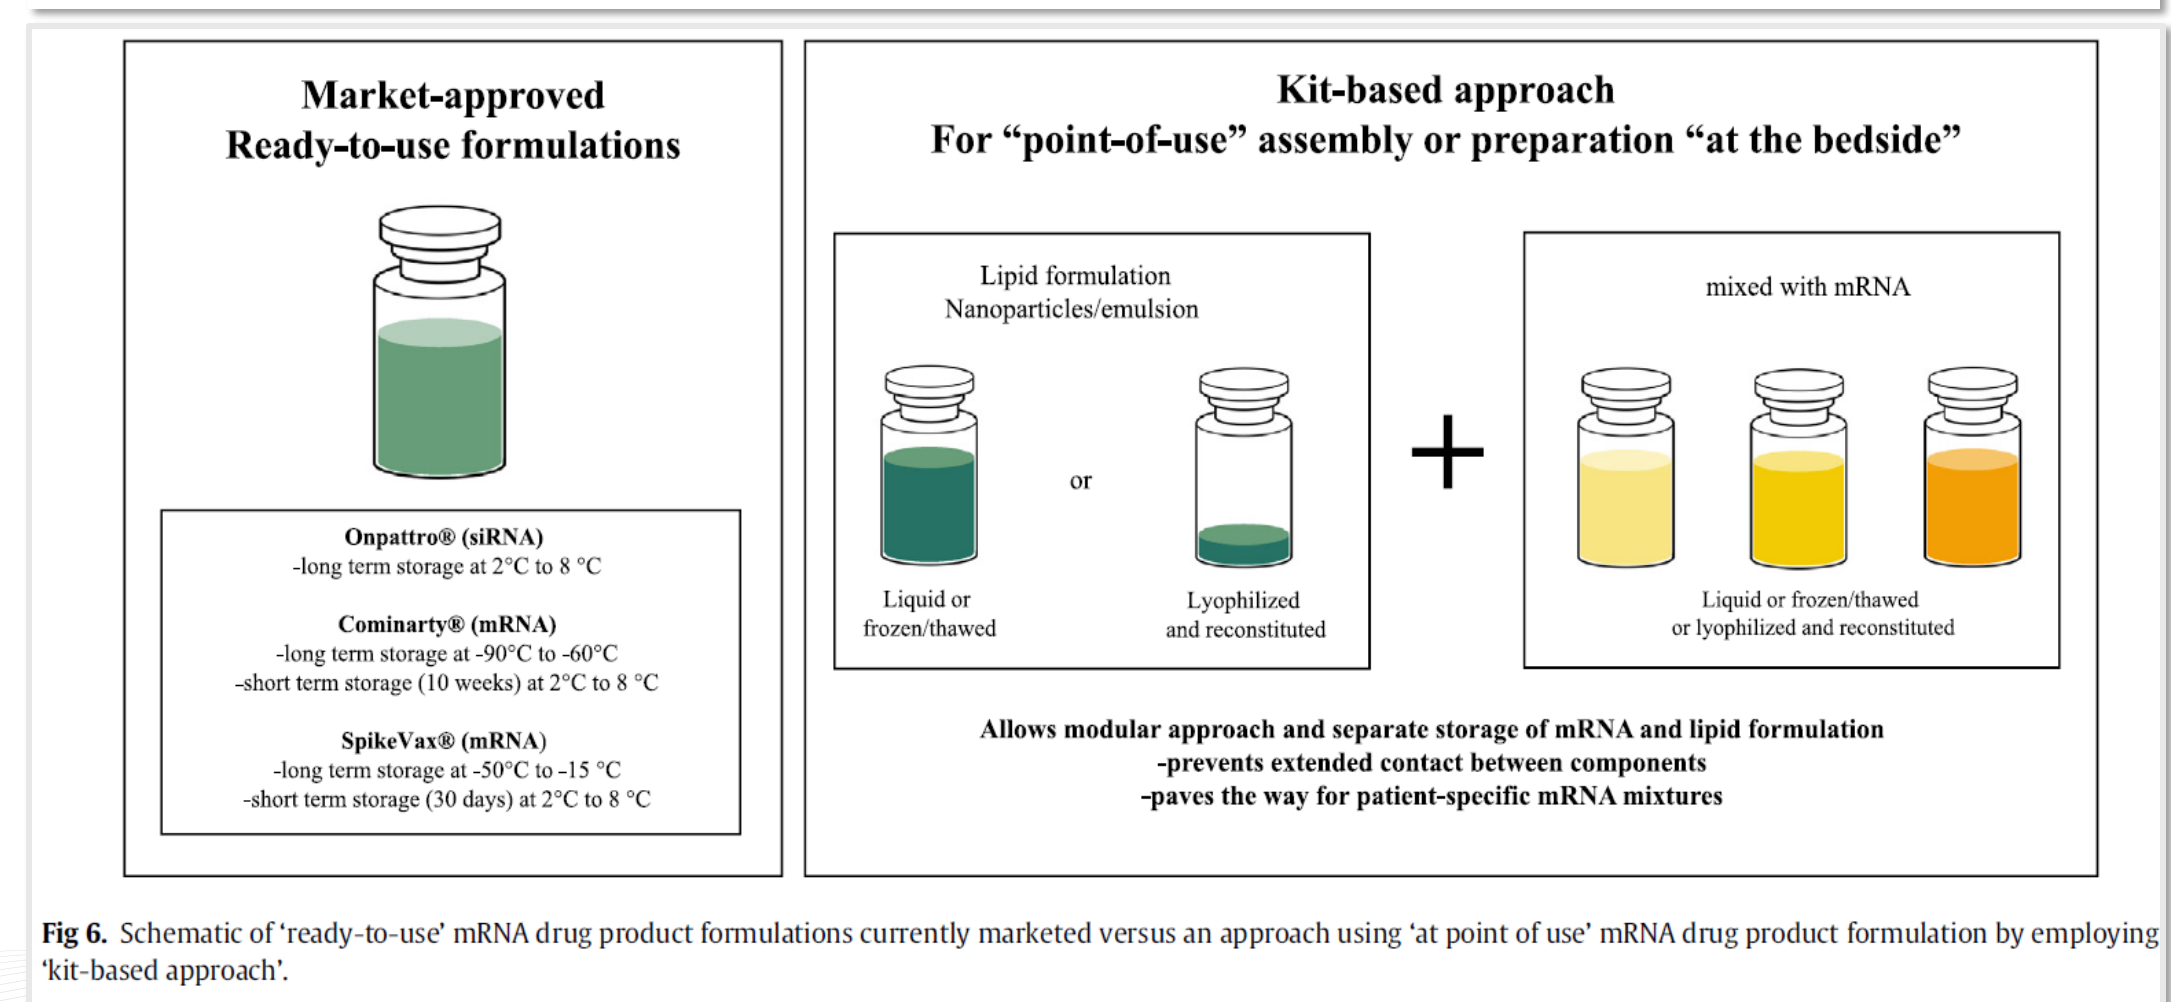 Market-approved
Ready-to-use formulations
Onpattro® (siRNA)
-long term storage at 2°C to 8 °C
Cominarty® (mRNA)
-long term storage at -90°C to -60°C
-short term storage (10 weeks) at 2°C to 8 °C
SpikeVax® (mRNA)
-long term storage at -50°C to -15 °C
-short term storage (30 days) at 2°C to 8 °C
Kit-based approach
For “point-of-use” assembly or preparation “at the bedside”
Lipid formulation
Nanoparticles/emulsion
or
Liquid or
frozen/thawed
Lyophilized
and reconstituted
+
mixed with mRNA
Liquid or frozen/thawed
or lyophilized and reconstituted
Allows modular approach and separate storage of mRNA and lipid formulation
-prevents extended contact between components
-paves the way for patient-specific mRNA mixtures
Fig 6. Schematic of ‘ready-to-use’ mRNA drug product formulations currently marketed versus an approach using ‘at point of use’ mRNA drug product formulation by employing
‘kit-based approach’.